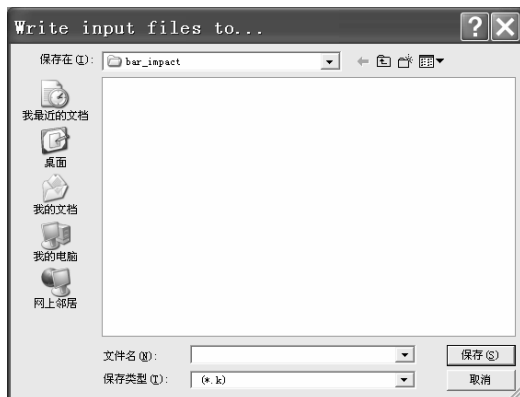 Write input files to...
保存在(I):
bar_impact
我最近的文档
桌面
我的文档
我的电脑
网上邻居
文件名(N):
保存(S)
保存类型(T):
(*.k)
取消